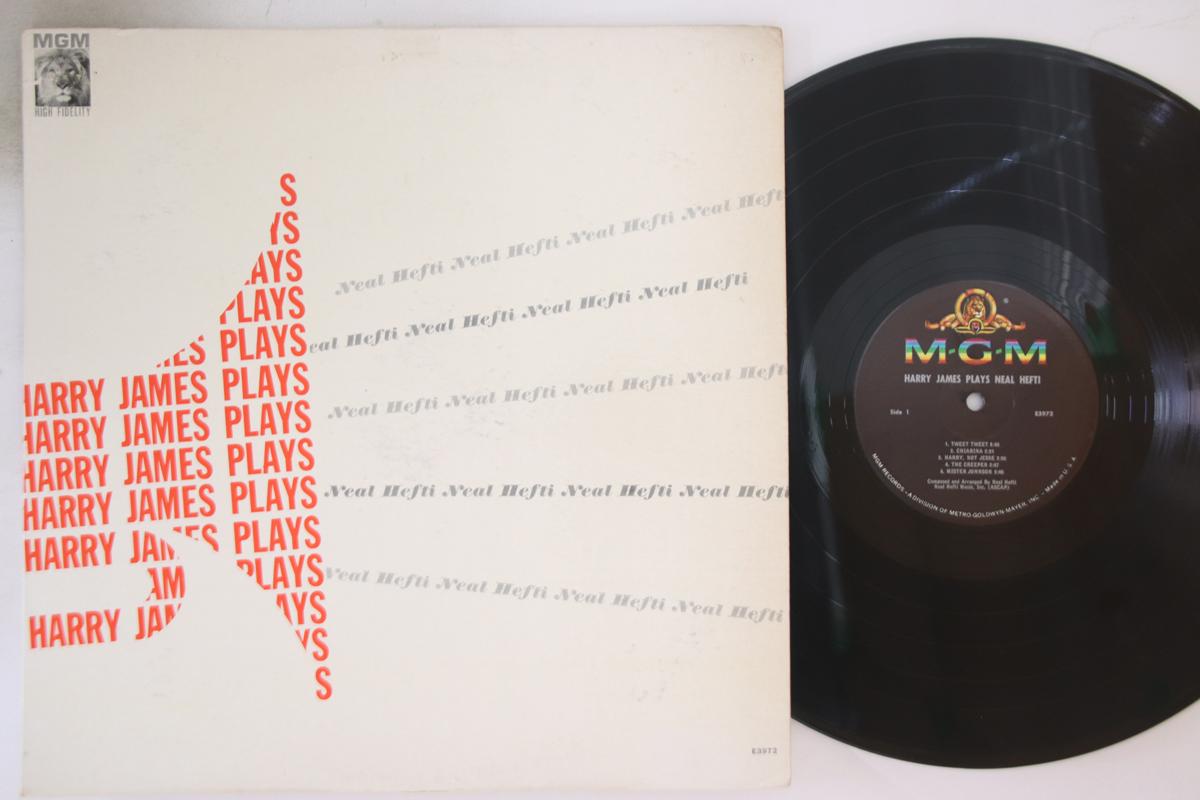 MGM
HIGH FIDELITY
S
YS
AYS
PLAYS
MES PLAYS
HARRY JAMES PLAYS
HARRY JAMES PLAYS
HARRY JAMES PLAYS
HARRY JAMES PLAYS
HARRY JAMES PLAYS
AM PLAYS
HARRY JAM AYS
YS
S
Neal Hefti Neal Hefti Neal Hefti Neal Hefti
eal Hefti Neal Hefti Neal Hefti Neal Hefti
Neal Hefti Neal Hefti Neal Hefti Neal Hefti
Neal Hefti Neal Hefti Neal Hefti Neal Hefti
Neal Hefti Neal Hefti Neal Hefti Neal Hefti
E3972
M-G-M
HARRY JAMES PLAYS NEAL HEFTI
Side 1 E3972
1. TWEET TWEET
2. CHIARINA
3. HARRY, NOT JESSE
4. THE CREEPER
5. MISTER JOHNSON
Composed and Arranged By Neal Hefti
Neal Hefti Music, Inc. (ASCAP)
MGM RECORDS • A DIVISION OF METRO-GOLDWYN-MAYER, INC. – Made in U.S.A.